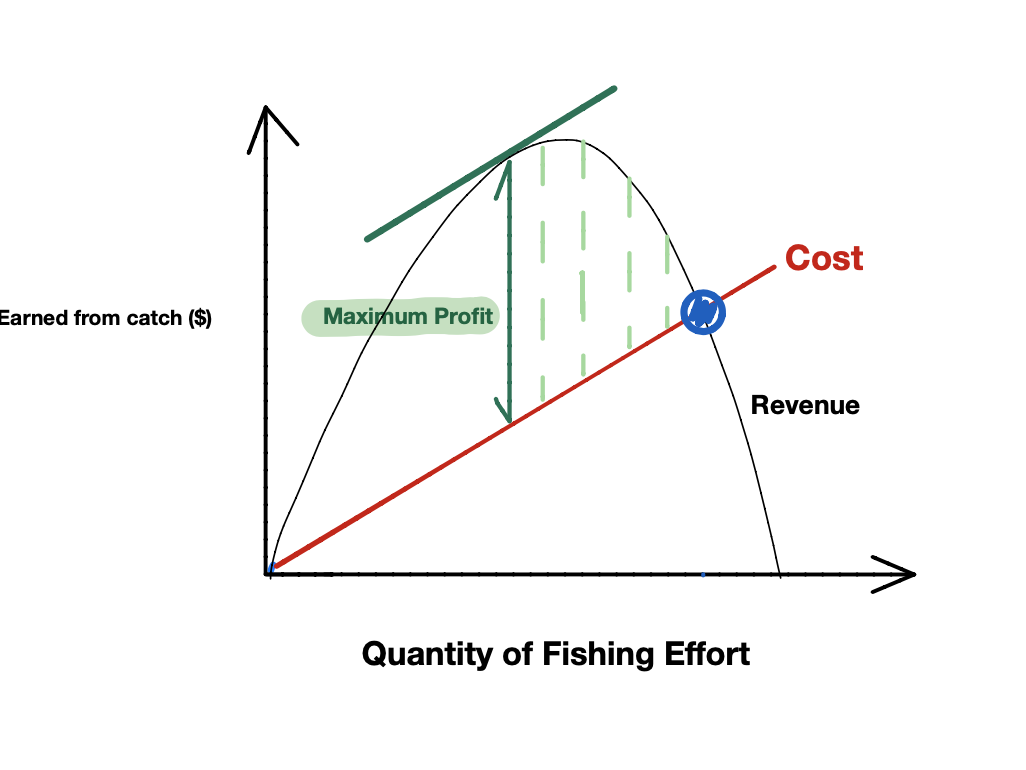 Cost
Earned from catch ($)
Maximum Profit
Revenue
Quantity of Fishing Effort